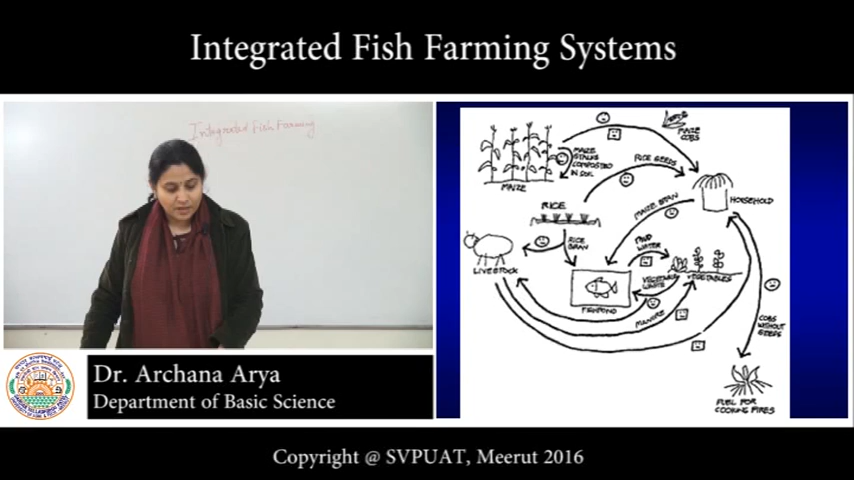 Integrated Fish Farming Systems
Integrated Fish Farming
MAIZE
COBS
MAIZE
STALKS
COMPOSTED
IN SOIL
RICE SEEDS
MAIZE
RICE
MAIZE BRAN
HOUSEHOLD
RICE
BRAN
POND
WATER
LIVESTOCK
VEGETABLE
WASTE
VEGETABLES
FISHPOND
MANURE
COBS
WITHOUT
SEEDS
FUEL FOR
COOKING FIRES
Dr. Archana Arya
Department of Basic Science
Copyright @ SVPUAT, Meerut 2016